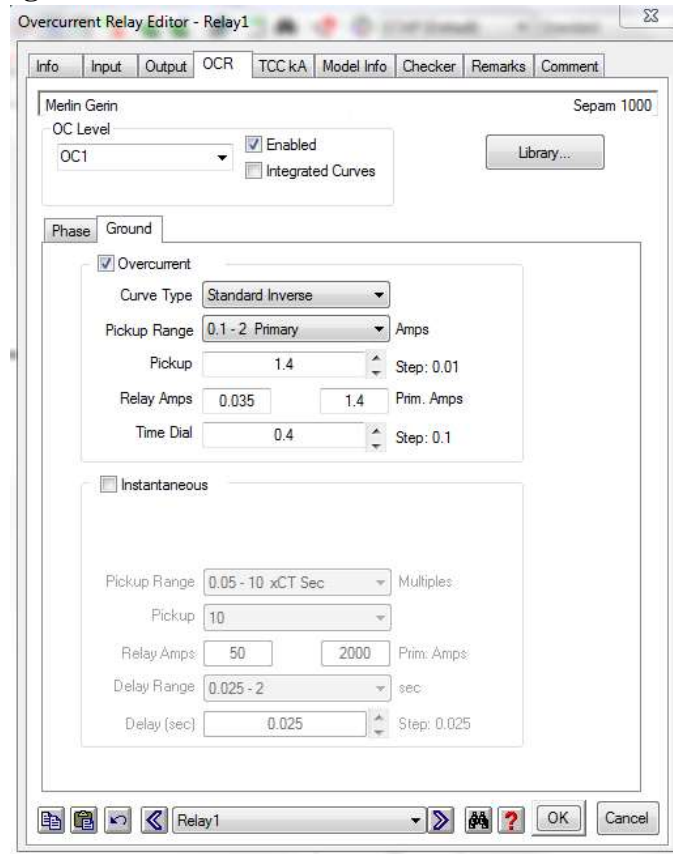 Overcurrent Relay Editor - Relay1
Info Input Output OCR TCC kA Model Info Checker Remarks Comment
Merlin Gerin Sepam 1000
OC Level
OC1 Enabled Library...
Integrated Curves
Phase Ground
Overcurrent
Curve Type Standard Inverse
Pickup Range 0.1 - 2 Primary Amps
Pickup 1.4 Step: 0.01
Relay Amps 0.035 1.4 Prim. Amps
Time Dial 0.4 Step: 0.1
Instantaneous
Pickup Range 0.05 - 10 xCT Sec Multiples
Pickup 10
Relay Amps 50 2000 Prim. Amps
Delay Range 0.025 - 2 sec
Delay (sec) 0.025 Step: 0.025
Relay1 ? OK Cancel